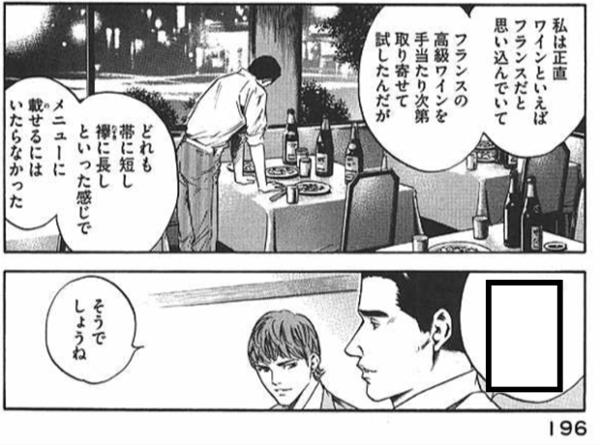 私は正直
ワインといえば
フランスだと
思い込んでいて
フランスの
高級ワインを
手当たり次第
取り寄せて
試したんだが
どれも
帯に短し
襷に長し
といった感じで
メニューに
載せるには
いたらなかった
そうで
しょうね
196